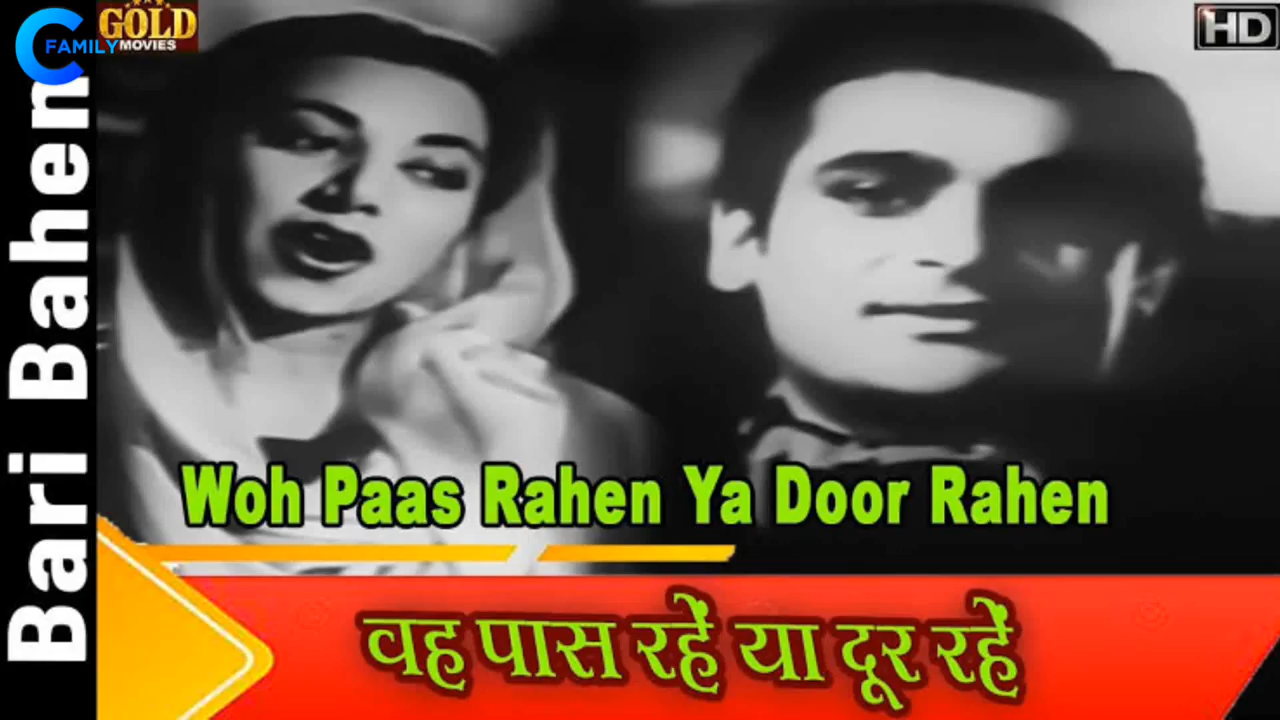 FAMILY
GOLD
MOVIES
HD
Bari Bahen
Woh Paas Rahen Ya Door Rahen
वह पास रहें या दूर रहें